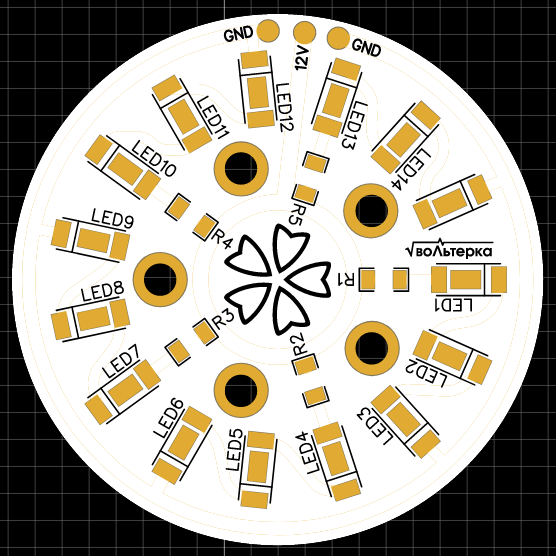 GND
12V
GND
LED12
LED13
LED11
LED14
LED10
R5
R4
LED9
√воЛьтерка
R1
LED1
LED8
R3
R2
LED2
LED7
LED3
LED6
LED5
LED4